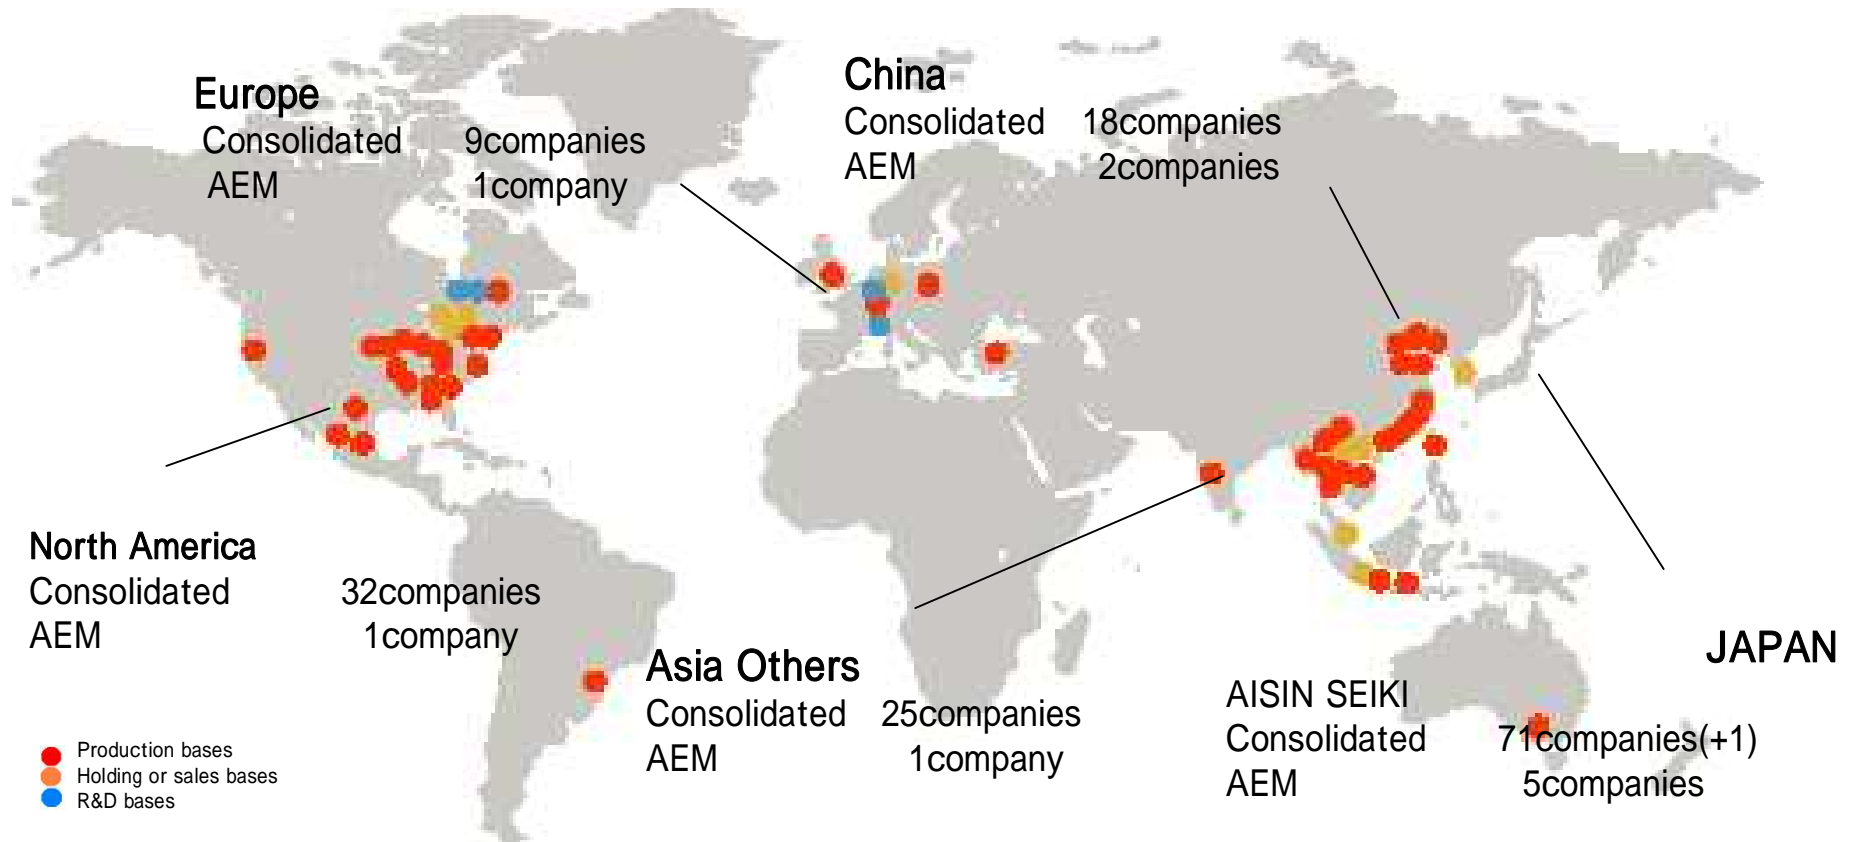 Europe
Consolidated 9companies
AEM 1company
China
Consolidated 18companies
AEM 2companies
North America
Consolidated 32companies
AEM 1company
Asia Others
Consolidated 25companies
AEM 1company
JAPAN
AISIN SEIKI
Consolidated 71companies(+1)
AEM 5companies
Production bases
Holding or sales bases
R&D bases